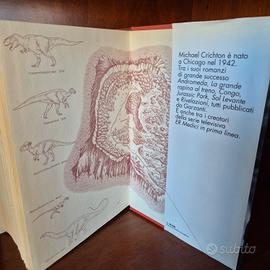 Michael Crichton è nato
a Chicago nel 1942.
Tra i suoi romanzi
di grande successo
Andromeda, La grande
rapina al treno, Congo,
Jurassic Park, Sol Levante
e Rivelazioni, tutti pubblicati
da Garzanti.
È anche tra i creatori
della serie televisiva
ER Medici in prima linea.
subito